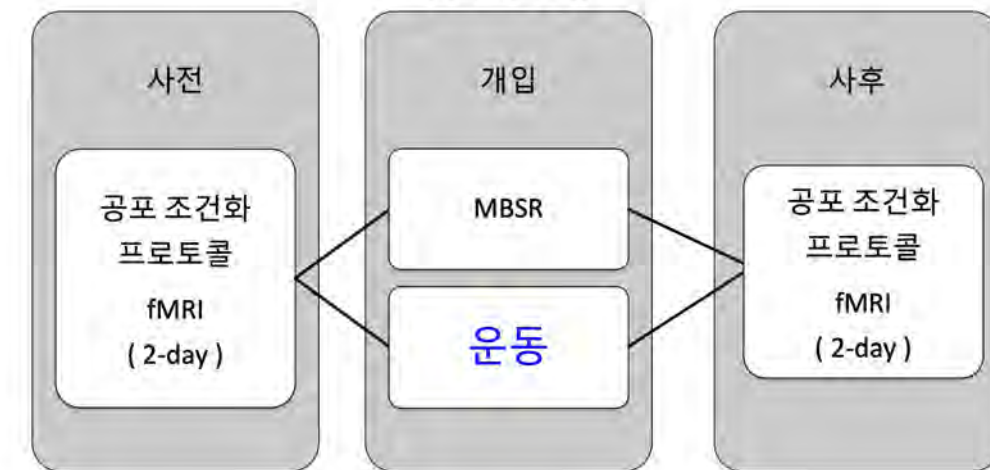 사전
공포 조건화
프로토콜
fMRI
( 2-day )
개입
MBSR
운동
사후
공포 조건화
프로토콜
fMRI
( 2-day )